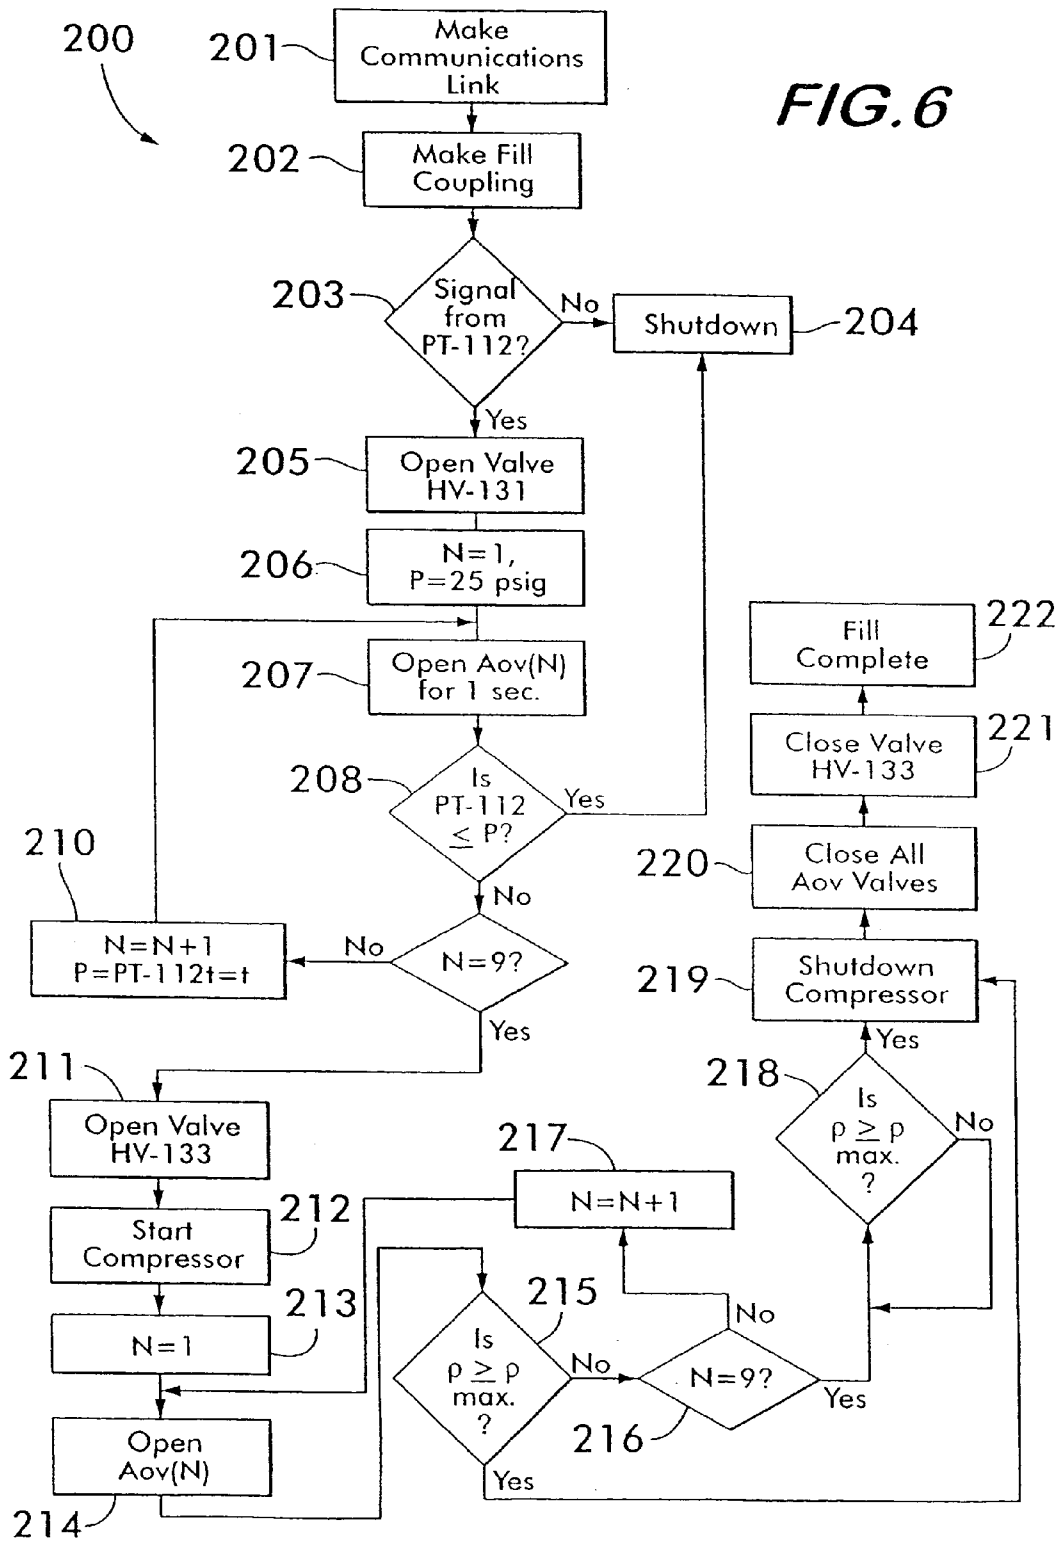 200
FIG.6
201
Make
Communications
Link
202
Make Fill
Coupling
203
Signal
from
PT-112?
No
Shutdown
204
Yes
205
Open Valve
HV-131
206
N=1,
P=25 psig
207
Open Aov(N)
for 1 sec.
208
Is
PT-112
≤ P?
Yes
No
210
N=N+1
P=PT-112t=t
No
N=9?
Yes
211
Open Valve
HV-133
212
Start
Compressor
213
N=1
214
Open
Aov(N)
215
Is
ρ ≥ ρ
max.
?
No
Yes
216
N=9?
No
Yes
217
N=N+1
218
Is
ρ ≥ ρ
max.
?
No
Yes
219
Shutdown
Compressor
220
Close All
Aov Valves
221
Close Valve
HV-133
222
Fill
Complete